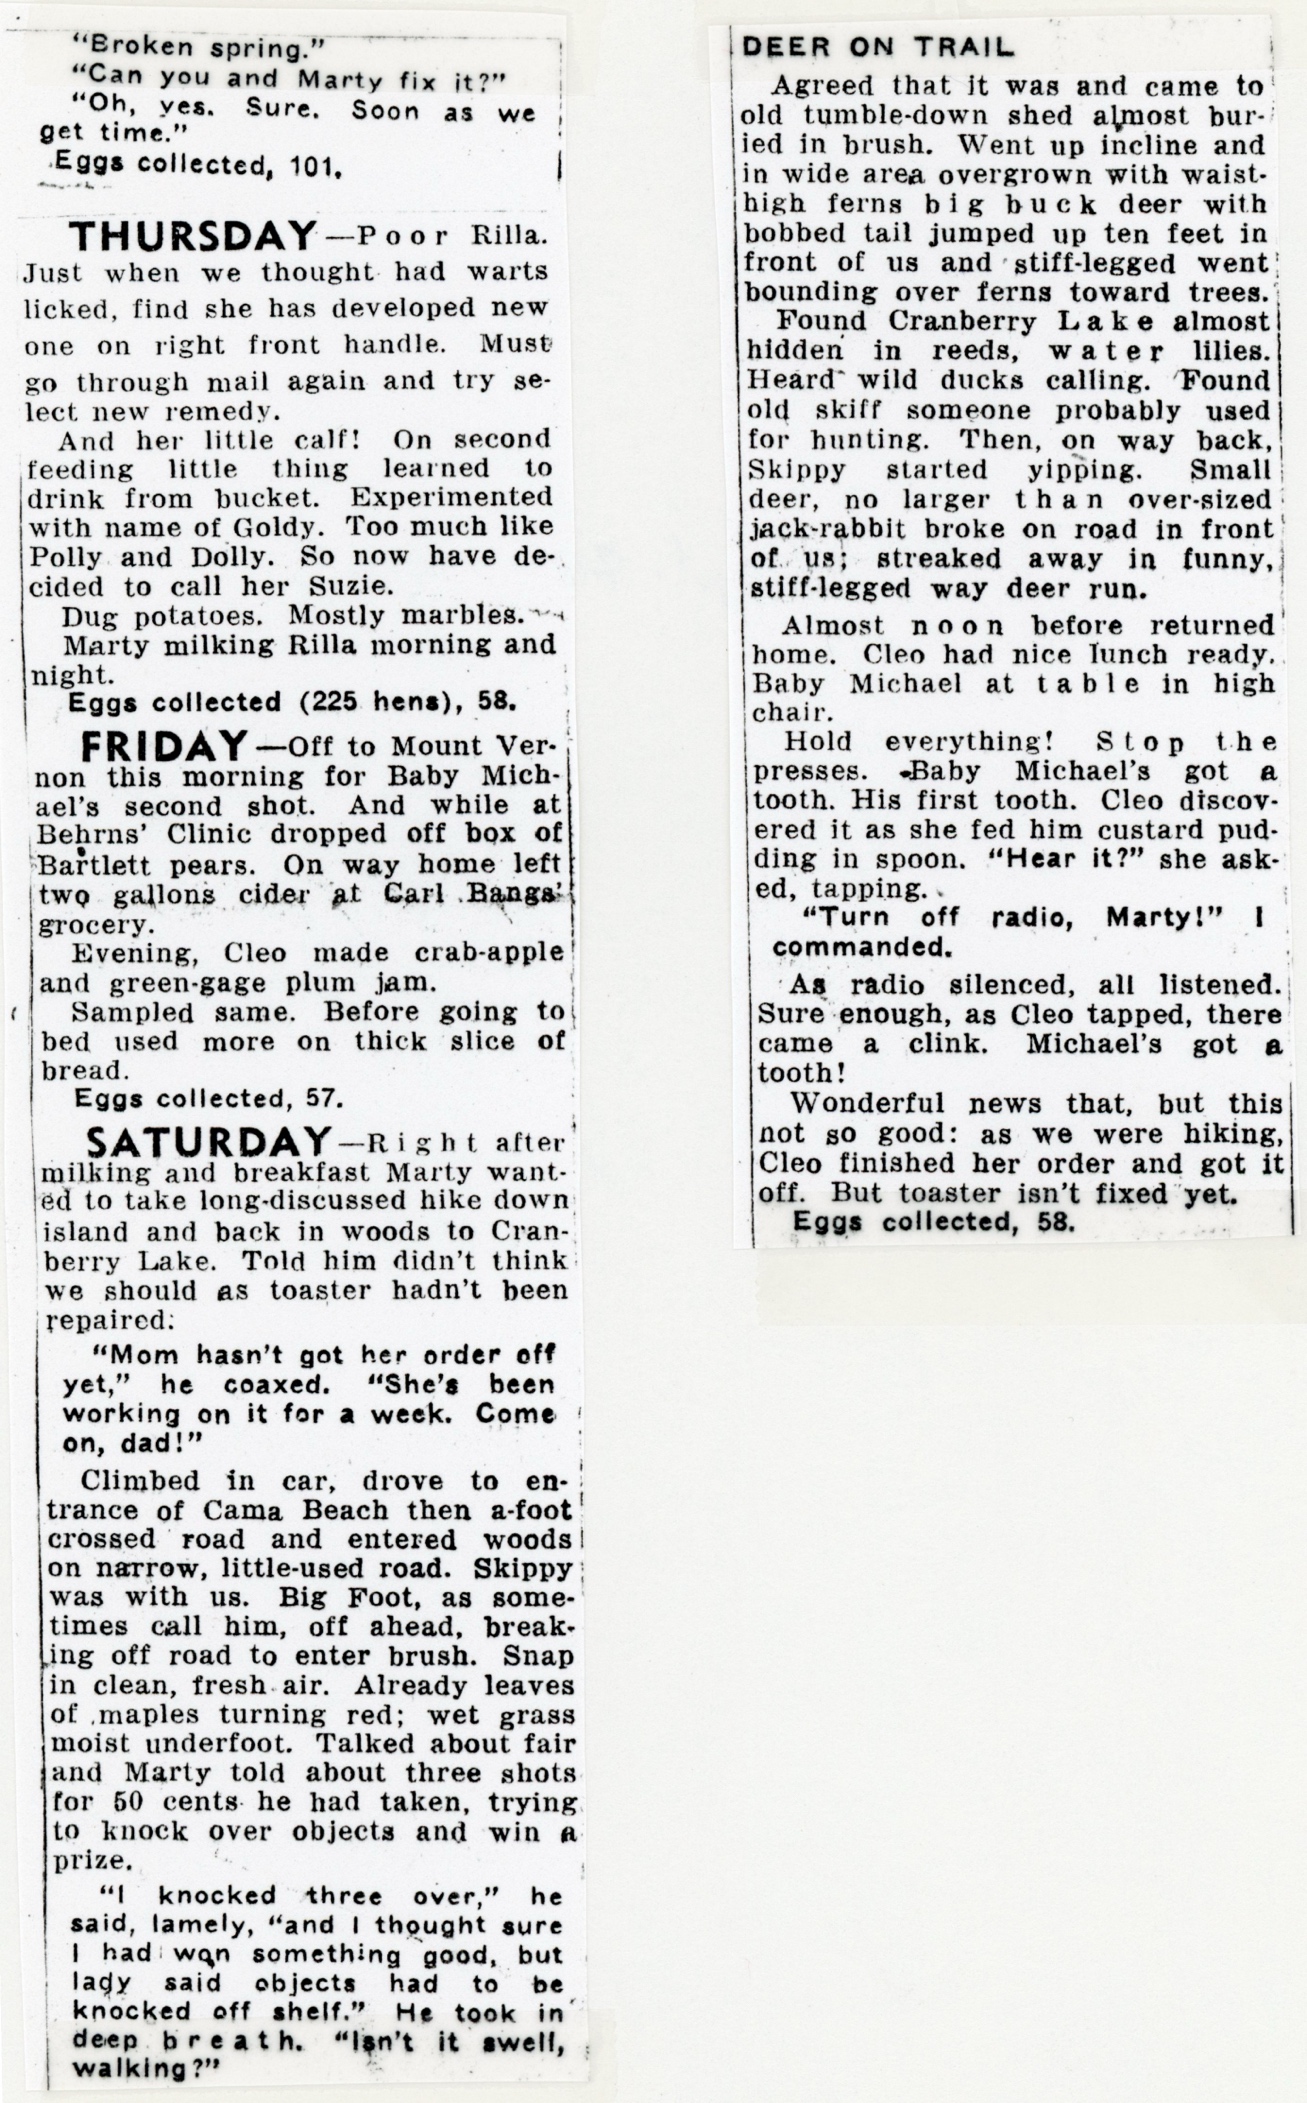 "Broken spring."
"Can you and Marty fix it?"
"Oh, yes. Sure. Soon as we
get time."
Eggs collected, 101.
THURSDAY—Poor Rilla.
Just when we thought had warts
licked, find she has developed new
one on right front handle. Must
go through mail again and try se-
lect new remedy.
And her little calf! On second
feeding little thing learned to
drink from bucket. Experimented
with name of Goldy. Too much like
Polly and Dolly. So now have de-
cided to call her Suzie.
Dug potatoes. Mostly marbles.
Marty milking Rilla morning and
night.
Eggs collected (225 hens), 58.
FRIDAY—Off to Mount Ver-
non this morning for Baby Mich-
ael's second shot. And while at
Behrns' Clinic dropped off box of
Bartlett pears. On way home left
two gallons cider at Carl Bangs'
grocery.
Evening, Cleo made crab-apple
and green-gage plum jam.
Sampled same. Before going to
bed used more on thick slice of
bread.
Eggs collected, 57.
SATURDAY—Right after
milking and breakfast Marty want-
ed to take long-discussed hike down
island and back in woods to Cran-
berry Lake. Told him didn't think
we should as toaster hadn't been
repaired.
"Mom hasn't got her order off
yet," he coaxed. "She's been
working on it for a week. Come
on, dad!"
Climbed in car, drove to en-
trance of Cama Beach then a-foot
crossed road and entered woods
on narrow, little-used road. Skippy
was with us. Big Foot, as some-
times call him, off ahead, break-
ing off road to enter brush. Snap
in clean, fresh air. Already leaves
of maples turning red; wet grass
moist underfoot. Talked about fair
and Marty told about three shots
for 50 cents he had taken, trying
to knock over objects and win a
prize.
"I knocked three over," he
said, lamely, "and I thought sure
I had won something good, but
lady said objects had to be
knocked off shelf." He took in
deep breath. "Isn't it swell,
walking?"
DEER ON TRAIL
Agreed that it was and came to
old tumble-down shed almost bur-
ied in brush. Went up incline and
in wide area overgrown with waist-
high ferns big buck deer with
bobbed tail jumped up ten feet in
front of us and stiff-legged went
bounding over ferns toward trees.
Found Cranberry Lake almost
hidden in reeds, water lilies.
Heard wild ducks calling. Found
old skiff someone probably used
for hunting. Then, on way back,
Skippy started yipping. Small
deer, no larger than over-sized
jack-rabbit broke on road in front
of us; streaked away in funny,
stiff-legged way deer run.
Almost noon before returned
home. Cleo had nice lunch ready.
Baby Michael at table in high
chair.
Hold everything! Stop the
presses. Baby Michael's got a
tooth. His first tooth. Cleo discov-
ered it as she fed him custard pud-
ding in spoon. "Hear it?" she ask-
ed, tapping.
"Turn off radio, Marty!" I
commanded.
As radio silenced, all listened.
Sure enough, as Cleo tapped, there
came a clink. Michael's got a
tooth!
Wonderful news that, but this
not so good: as we were hiking,
Cleo finished her order and got it
off. But toaster isn't fixed yet.
Eggs collected, 58.